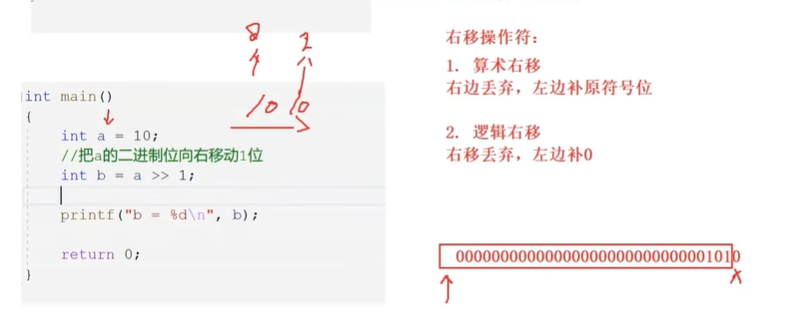 8 2
1010
int main()
{
int a = 10;
//把a的二进制位向右移动1位
int b = a >> 1;
printf("b = %d\n", b);
return 0;
}
右移操作符:
1. 算术右移
右边丢弃，左边补原符号位
2. 逻辑右移
右移丢弃，左边补0
00000000000000000000000000001010